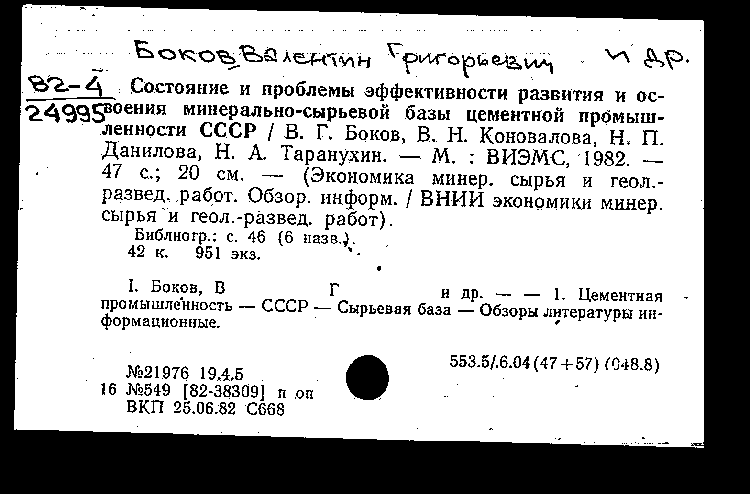 Боков Валентин Григорьевич и др.
82-4
24995
Состояние и проблемы эффективности развития и ос-
воения минерально-сырьевой базы цементной промыш-
ленности СССР / В. Г. Боков, В. Н. Коновалова, Н. П.
Данилова, Н. А. Таранухин. — М. : ВИЭМС, 1982. —
47 с.; 20 см. — (Экономика минер. сырья и геол.-
развед. работ. Обзор. информ. / ВНИИ экономики минер.
сырья и геол.-развед. работ).
Библиогр.: с. 46 (6 назв.).
42 к. 951 экз.
I. Боков, В Г и др. — — 1. Цементная
промышленность — СССР — Сырьевая база — Обзоры литературы ин-
формационные.
553.5/.6.04(47+57) (048.8)
№21976 19.4.5
16 №549 [82-38309] п оп
ВКП 25.06.82 С668